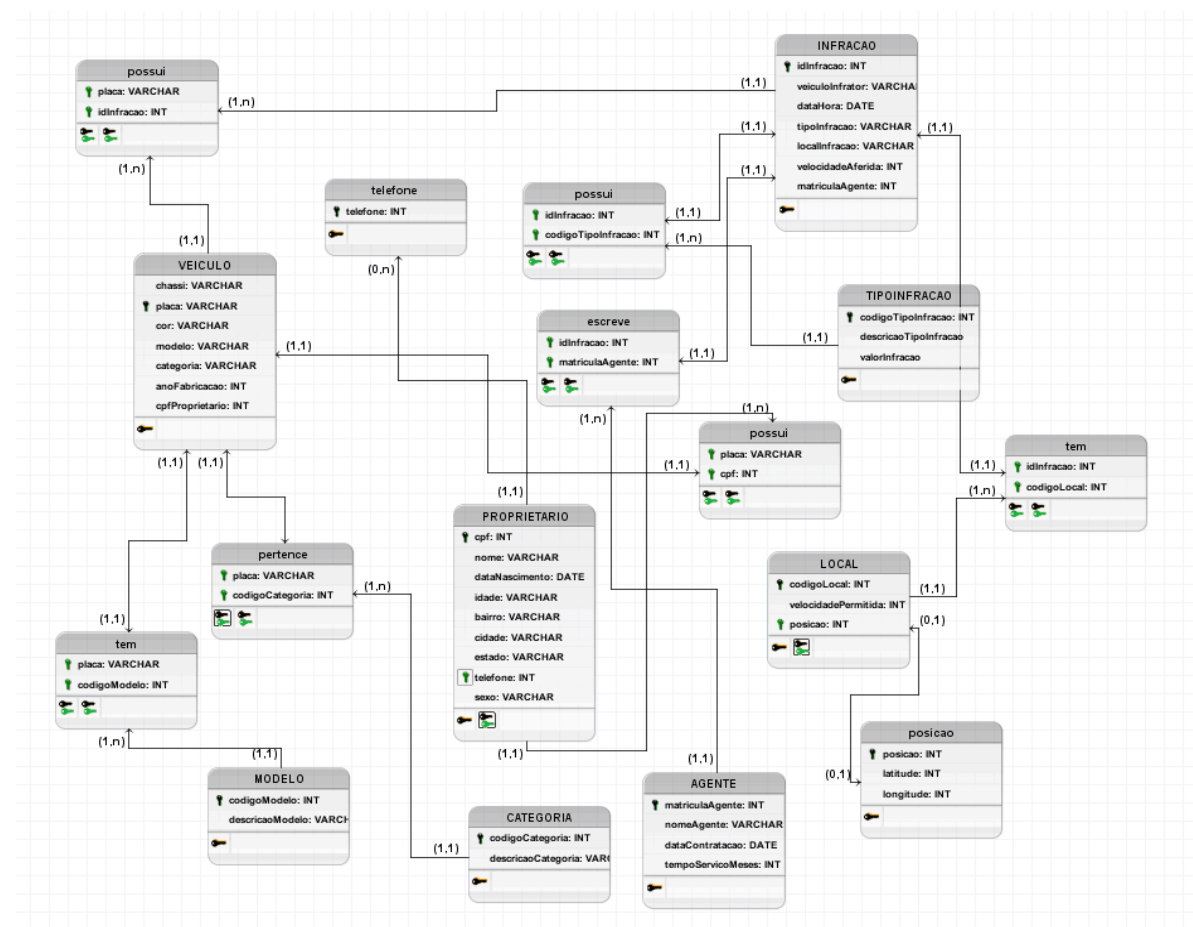 INFRACAO
idInfracao: INT
veiculoInfrator: VARCHA
dataHora: DATE
tipoInfracao: VARCHAR
localInfracao: VARCHAR
velocidadeAferida: INT
matriculaAgente: INT
possui
placa: VARCHAR
idInfracao: INT
(1,n)
(1,1)
(1,1)
(1,1)
(1,1)
(1,n)
telefone
telefone: INT
(0,n)
possui
idInfracao: INT
codigoTipoInfracao: INT
(1,1)
(1,n)
(1,1)
VEICULO
chassi: VARCHAR
placa: VARCHAR
cor: VARCHAR
modelo: VARCHAR
categoria: VARCHAR
anoFabricacao: INT
cpfProprietario: INT
(1,1)
(1,1)
(1,1)
TIPOINFRACAO
codigoTipoInfracao: INT
descricaoTipoInfracao
valorInfracao
(1,1)
escreve
idInfracao: INT
matriculaAgente: INT
(1,1)
(1,n)
(1,n)
possui
placa: VARCHAR
cpf: INT
(1,1)
tem
idInfracao: INT
codigoLocal: INT
(1,1)
(1,n)
(1,1)
PROPRIETARIO
cpf: INT
nome: VARCHAR
dataNascimento: DATE
idade: VARCHAR
bairro: VARCHAR
cidade: VARCHAR
estado: VARCHAR
telefone: INT
sexo: VARCHAR
(1,1)
pertence
placa: VARCHAR
codigoCategoria: INT
(1,n)
LOCAL
codigoLocal: INT
velocidadePermitida: INT
posicao: INT
(1,1)
(0,1)
(1,1)
tem
placa: VARCHAR
codigoModelo: INT
(1,n)
(1,1)
posicao
posicao: INT
latitude: INT
longitude: INT
(0,1)
MODELO
codigoModelo: INT
descricaoModelo: VARCH
CATEGORIA
codigoCategoria: INT
descricaoCategoria: VAR(
(1,1)
(1,1)
AGENTE
matriculaAgente: INT
nomeAgente: VARCHAR
dataContratacao: DATE
tempoServicoMeses: INT